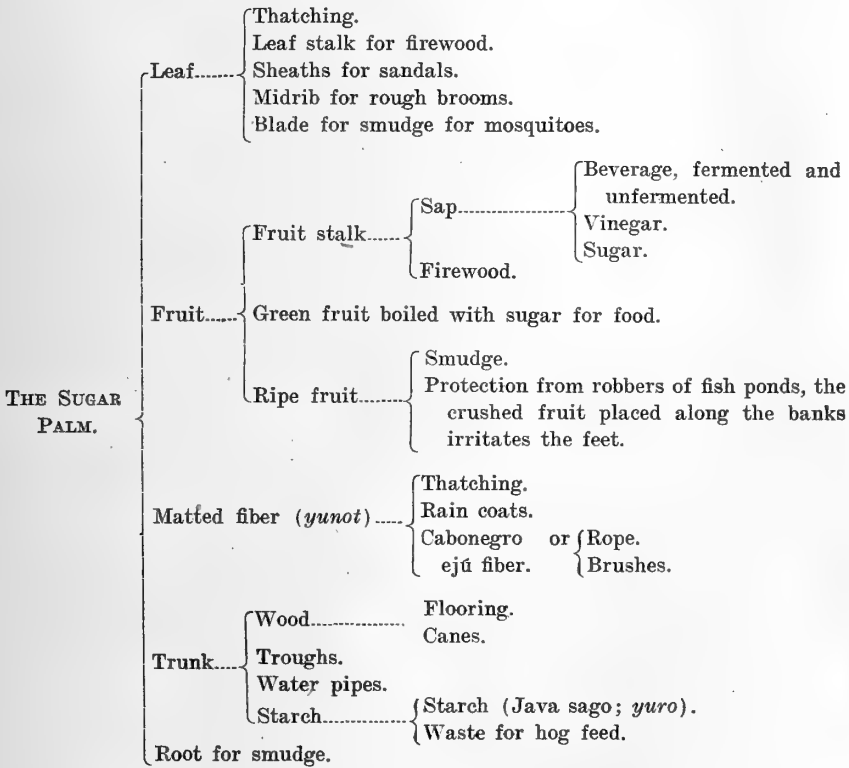 Thatching.
Leaf stalk for firewood.
Leaf....... Sheaths for sandals.
Midrib for rough brooms.
Blade for smudge for mosquitoes.
Beverage, fermented and
unfermented.
Sap.................... 
Vinegar.
Fruit stalk......
Sugar.
Firewood.
Fruit...... Green fruit boiled with sugar for food.
Smudge.
Protection from robbers of fish ponds, the
Ripe fruit........ crushed fruit placed along the banks
irritates the feet.
THE SUGAR
PALM.
Thatching.
Rain coats.
Matted fiber (yunot).....
Cabonegro or Rope.
ejú fiber. Brushes.
Flooring.
Wood................
Canes.
Trunk.... Troughs.
Water pipes.
Starch.............. Starch (Java sago; yuro).
Waste for hog feed.
Root for smudge.